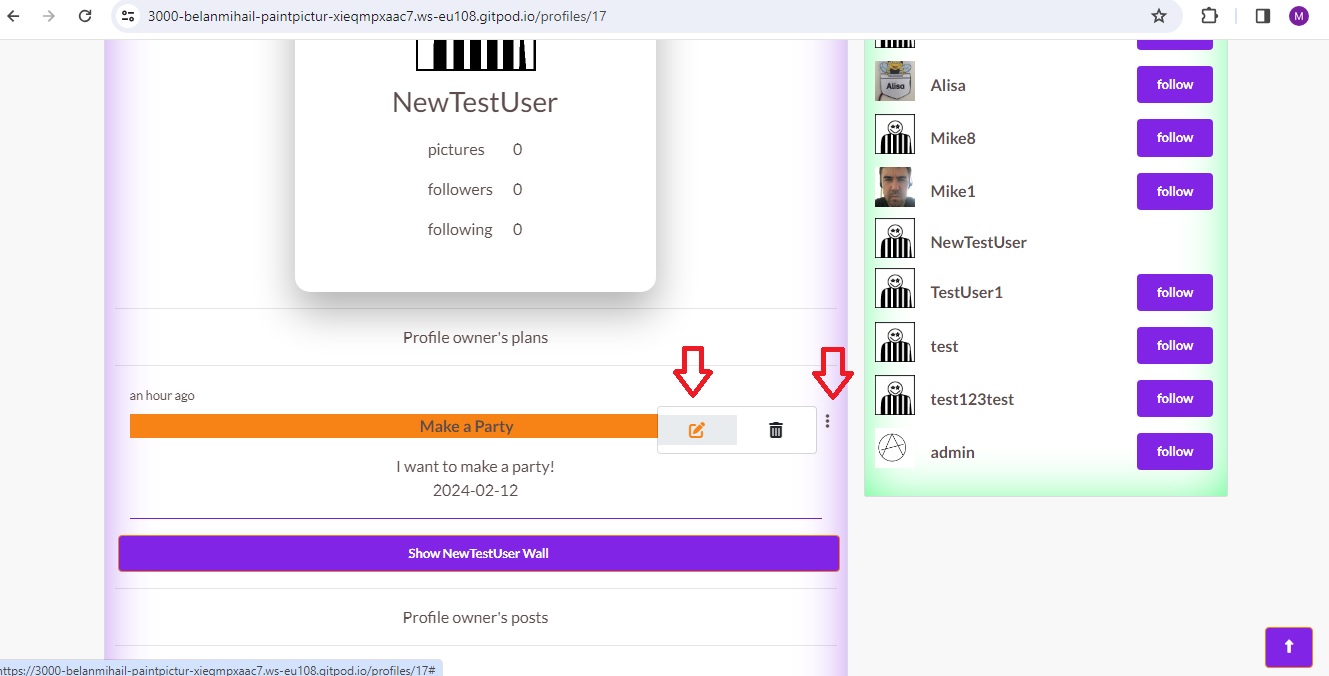 3000-belanmihail-paintpictur-xieqmpxaac7.ws-eu108.gitpod.io/profiles/17
M
NewTestUser
pictures 0
followers 0
following 0
Profile owner's plans
an hour ago
Make a Party
I want to make a party!
2024-02-12
Show NewTestUser Wall
Profile owner's posts
Alisa follow
Mike8 follow
Mike1 follow
NewTestUser
TestUser1 follow
test follow
test123test follow
admin follow
https://3000-belanmihail-paintpictur-xieqmpxaac7.ws-eu108.gitpod.io/profiles/17#